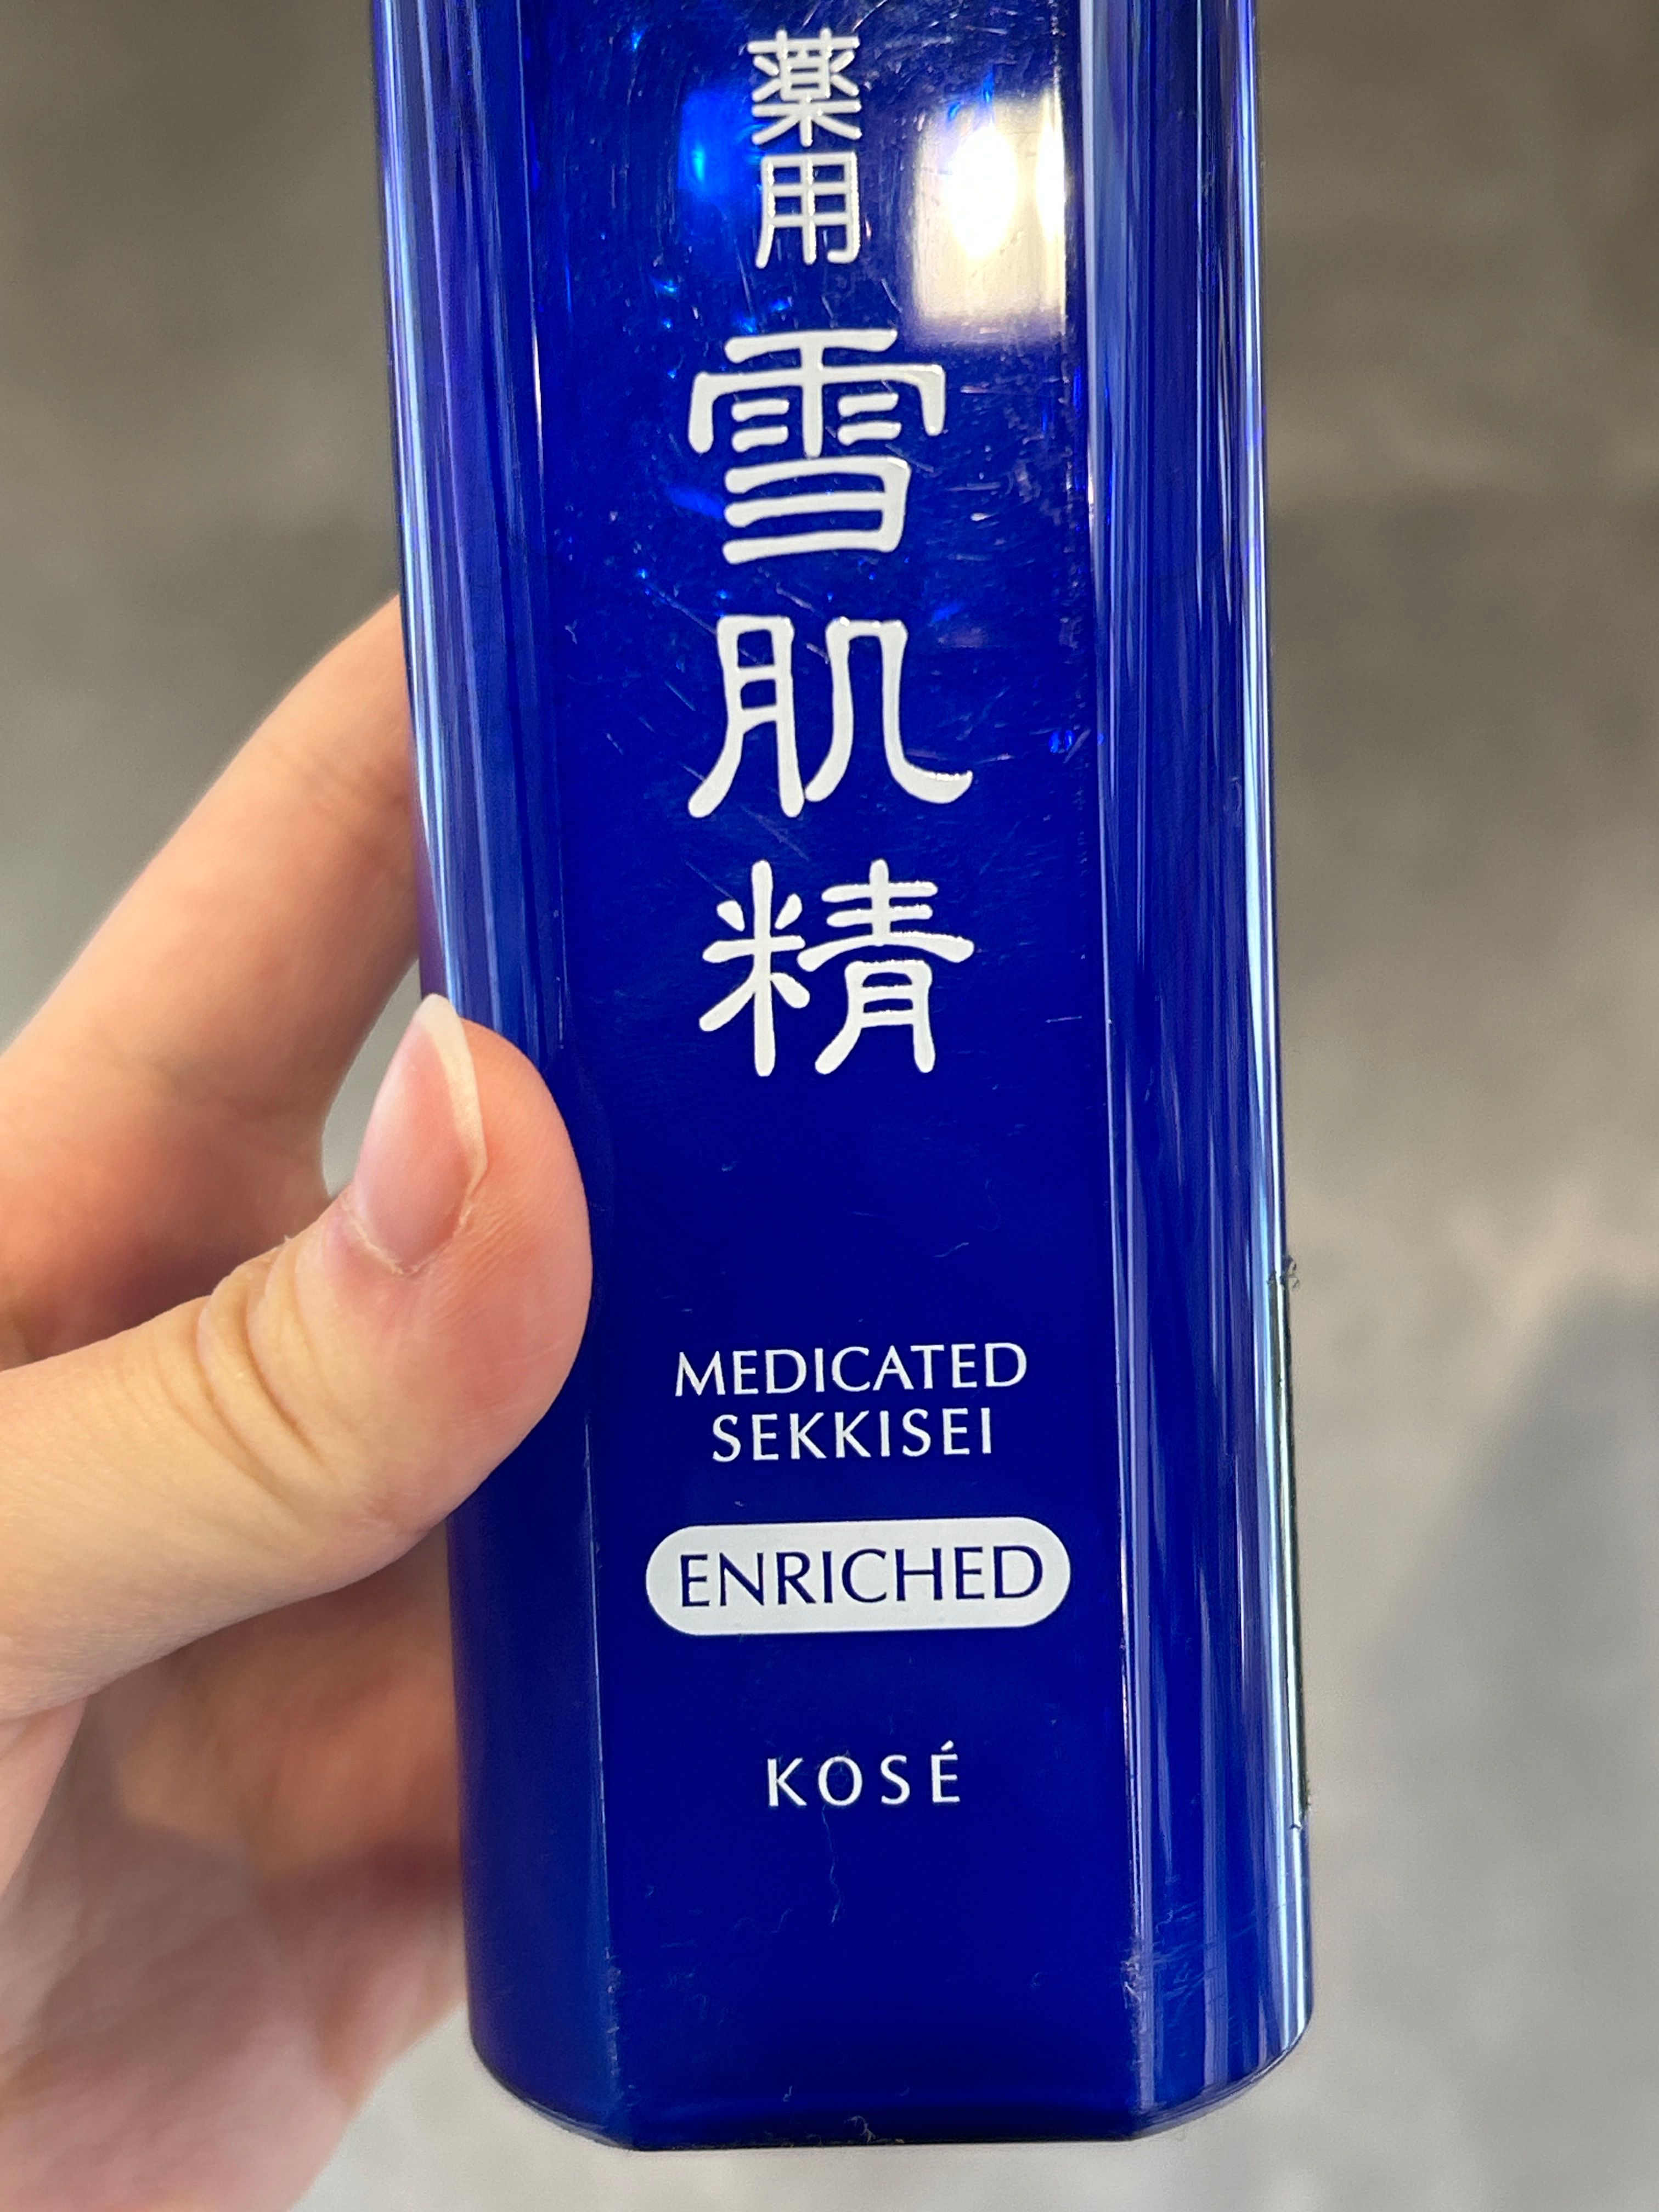 薬用
雪肌精
MEDICATED
SEKKISEI
ENRICHED
KOSÉ